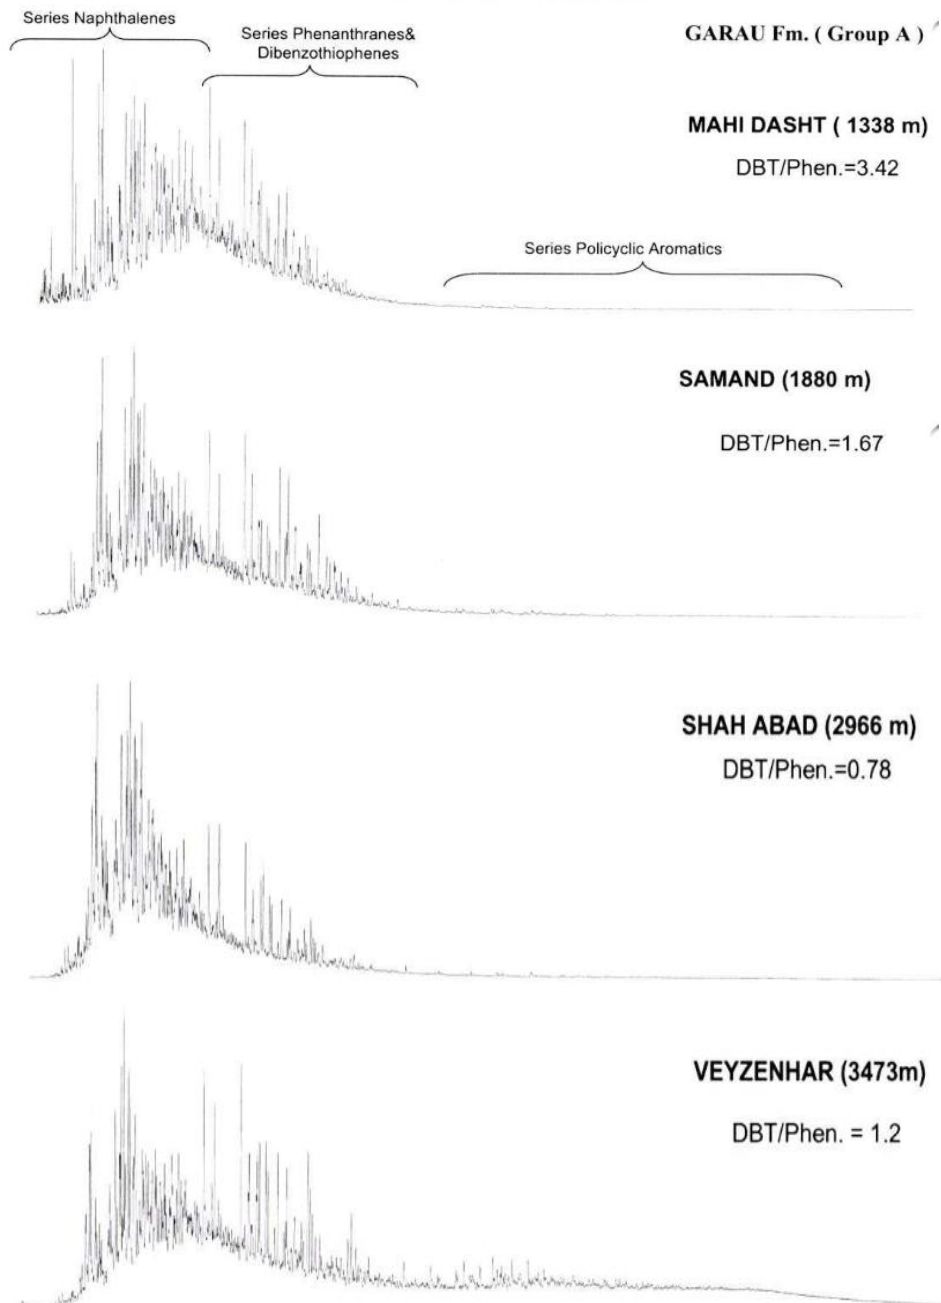 Series Naphthalenes
Series Phenanthranes&
Dibenzothiophenes
GARAU Fm. ( Group A )
MAHI DASHT ( 1338 m)
DBT/Phen.=3.42
Series Policyclic Aromatics
SAMAND (1880 m)
DBT/Phen.=1.67
SHAH ABAD (2966 m)
DBT/Phen.=0.78
VEYZENHAR (3473m)
DBT/Phen. = 1.2